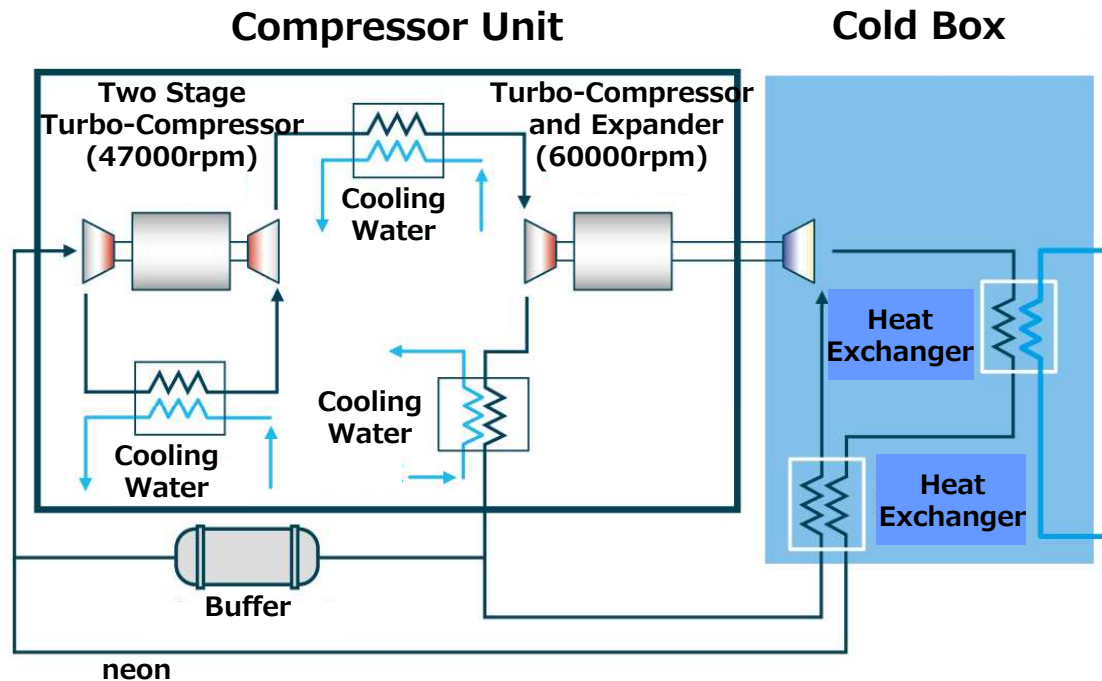 Compressor Unit
Cold Box
Two Stage
Turbo-Compressor
(47000rpm)
Turbo-Compressor
and Expander
(60000rpm)
Cooling
Water
Heat
Exchanger
Cooling
Water
Cooling
Water
Heat
Exchanger
Buffer
neon